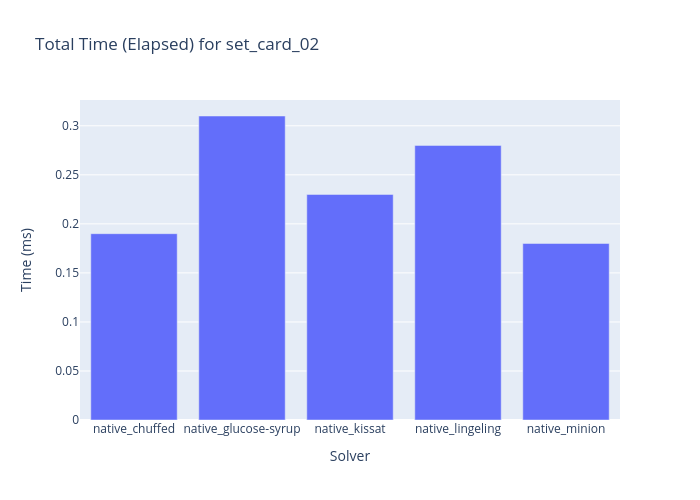 Total Time (Elapsed) for set_card_02
Time (ms)
0.3
0.25
0.2
0.15
0.1
0.05
0
native_chuffed native_glucose-syrup native_kissat native_lingeling native_minion
Solver